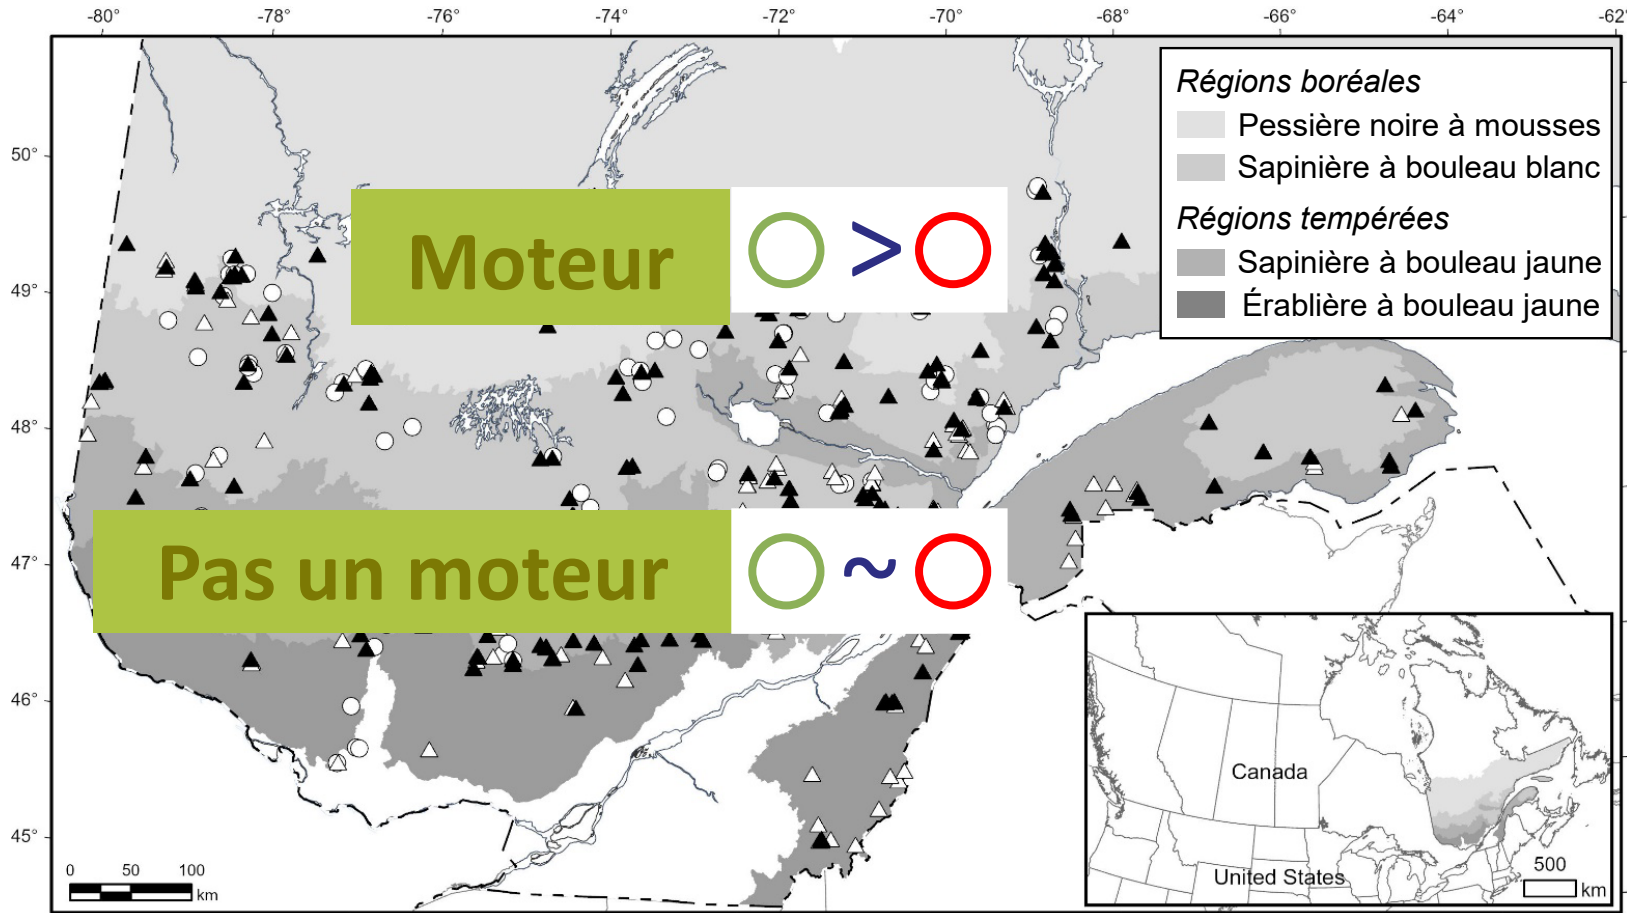 -80° -78° -76° -74° -72° -70° -68° -66° -64° -62°
Régions boréales
Pessière noire à mousses
Sapinière à bouleau blanc
Régions tempérées
Sapinière à bouleau jaune
Érablière à bouleau jaune
50°
49°
48°
47°
46°
45°
Moteur >
Pas un moteur ~
0 50 100
km
Canada
United States
500
km